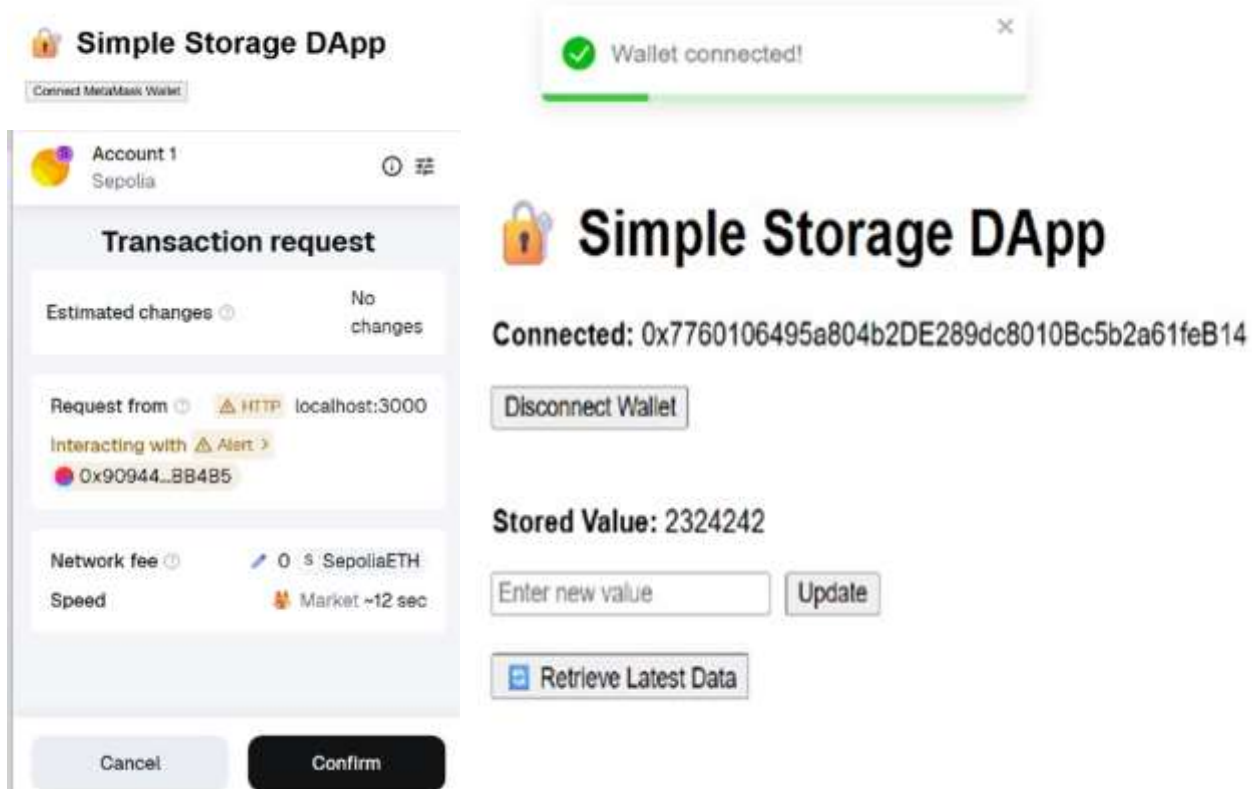 🔐 Simple Storage DApp
Connect MetaMask Wallet
Account 1
Sepolia
Transaction request
Estimated changes
No
changes
Request from HTTP localhost:3000
Interacting with Alert >
0x90944...BB4B5
Network fee 0 S SepoliaETH
Speed Market ~12 sec
Cancel Confirm
Wallet connected!
🔐 Simple Storage DApp
Connected: 0x7760106495a804b2DE289dc8010Bc5b2a61feB14
Disconnect Wallet
Stored Value: 2324242
Enter new value Update
Retrieve Latest Data